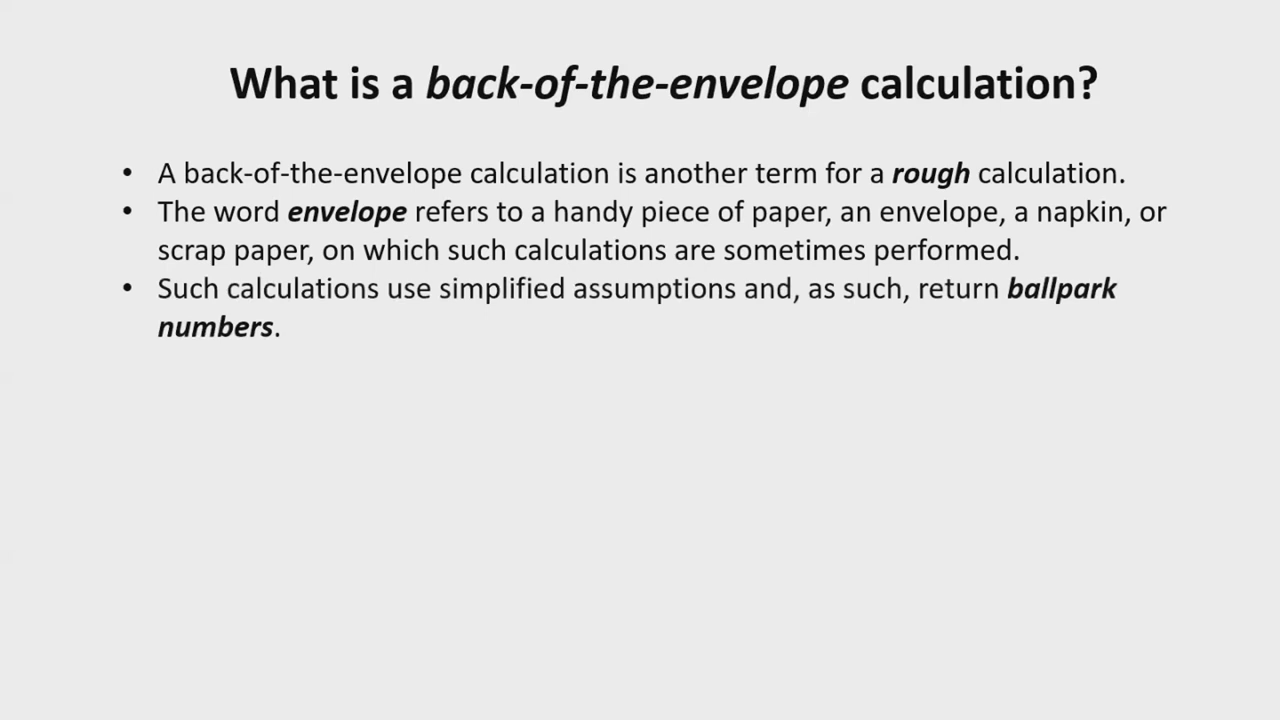 What is a back-of-the-envelope calculation?
• A back-of-the-envelope calculation is another term for a rough calculation.
• The word envelope refers to a handy piece of paper, an envelope, a napkin, or
scrap paper, on which such calculations are sometimes performed.
• Such calculations use simplified assumptions and, as such, return ballpark
numbers.